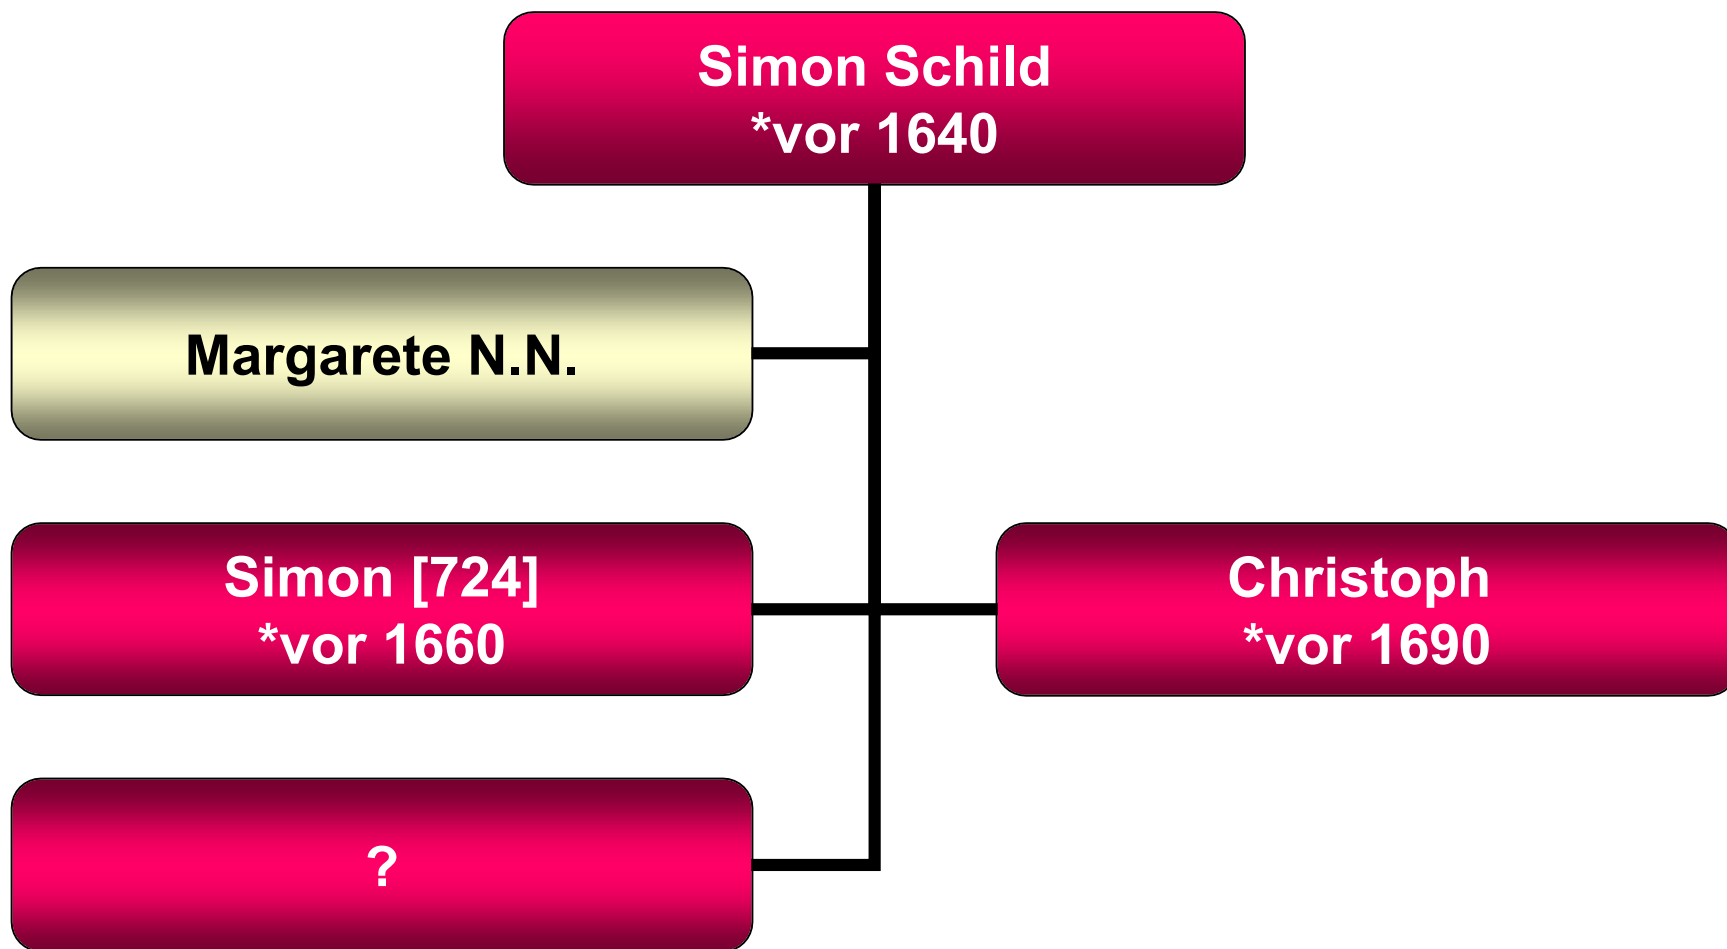 Simon Schild
*vor 1640
Margarete N.N.
Simon [724]
*vor 1660
Christoph
*vor 1690
?